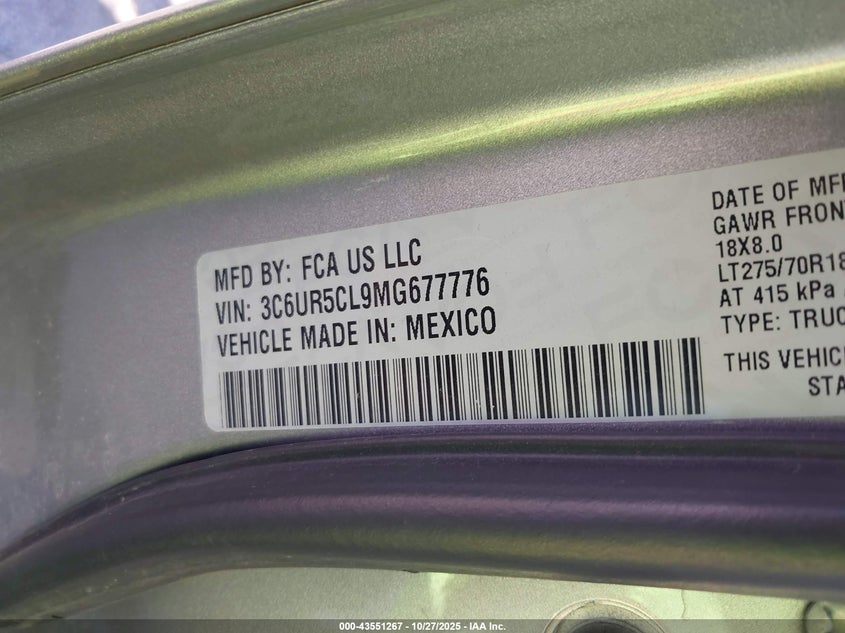 MFD BY: FCA US LLC
VIN: 3C6UR5CL9MG677776
VEHICLE MADE IN: MEXICO
DATE OF MF
GAWR FRON
18X8.0
LT275/70R18
AT 415 kPa
TYPE: TRUC
THIS VEHIC
STA
000-43551267 - 10/27/2025 - IAA Inc.